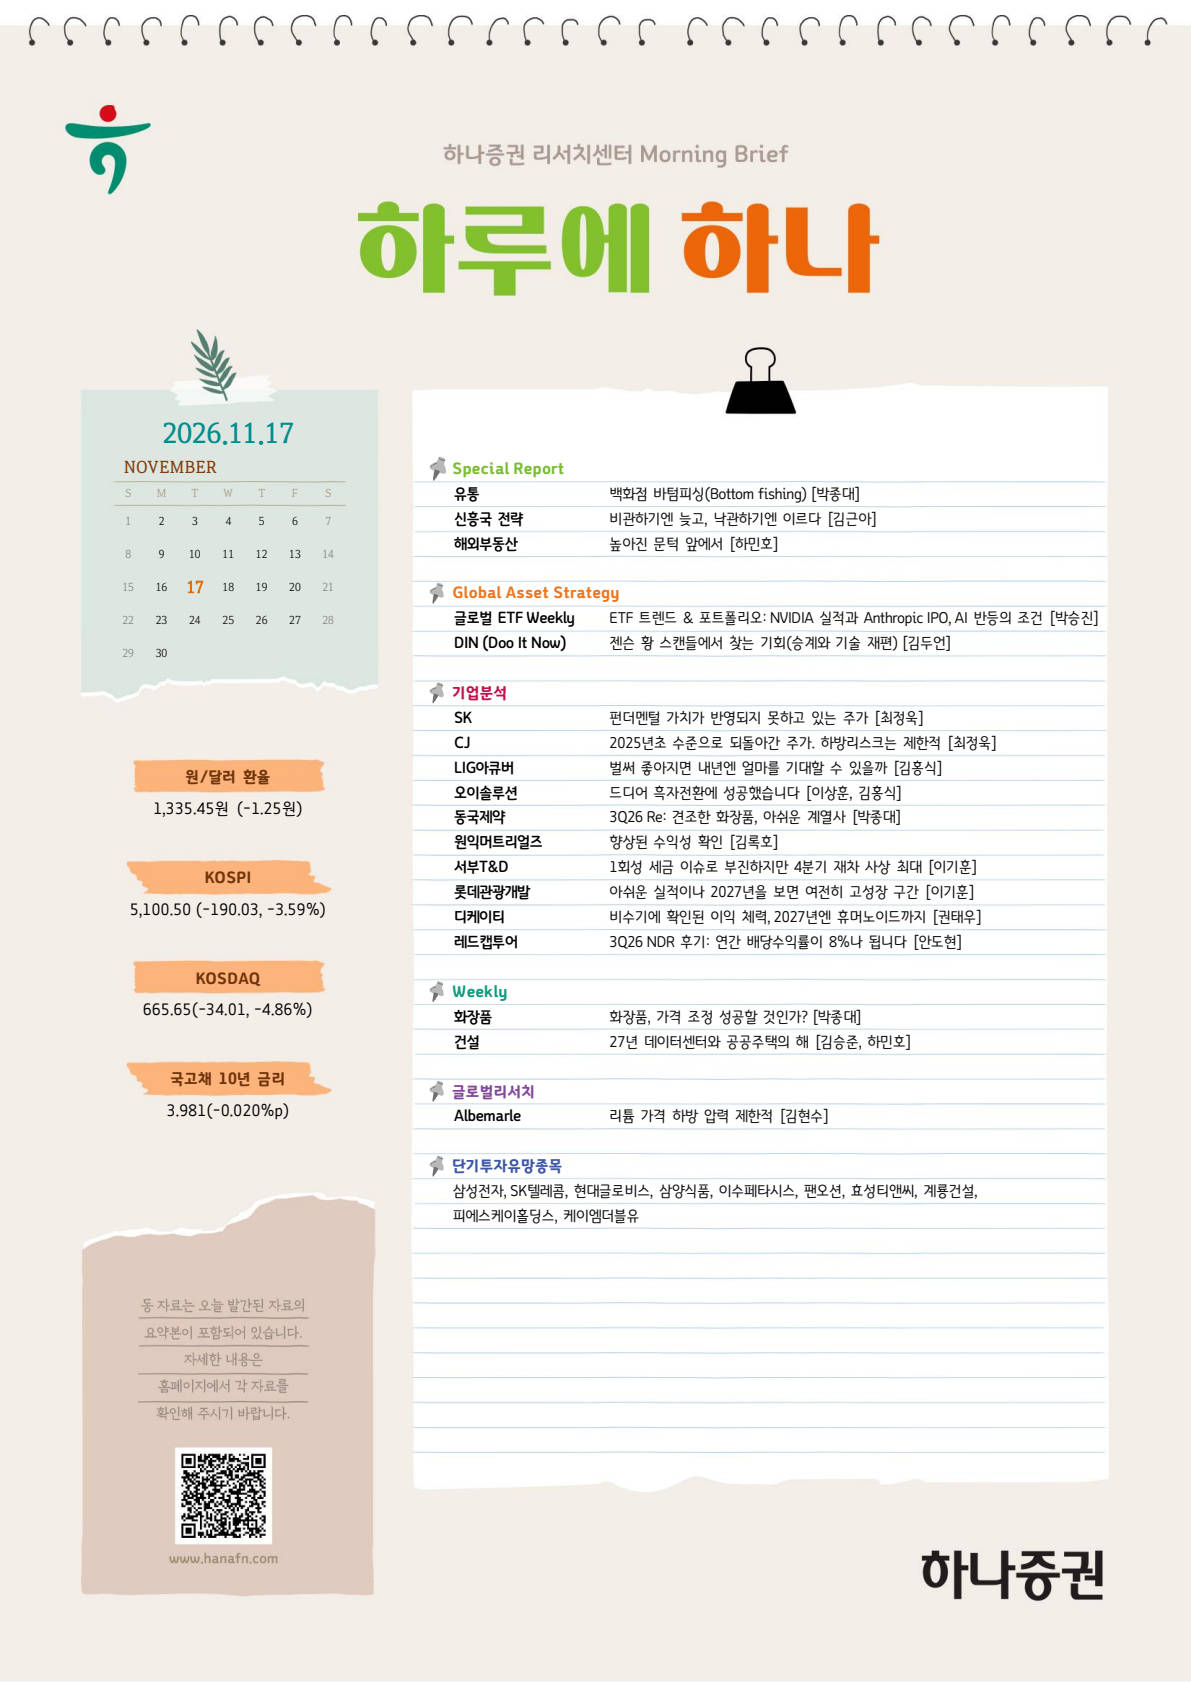 하나증권 리서치센터 Morning Brief
하루에 하나
2026.11.17
NOVEMBER
S M T W T F S
1 2 3 4 5 6 7
8 9 10 11 12 13 14
15 16 17 18 19 20 21
22 23 24 25 26 27 28
29 30
원/달러 환율
1,335.45원 (-1.25원)
KOSPI
5,100.50 (-190.03, -3.59%)
KOSDAQ
665.65(-34.01, -4.86%)
국고채 10년 금리
3.981(-0.020%p)
동 자료는 오늘 발간된 자료의
요약본이 포함되어 있습니다.
자세한 내용은
홈페이지에서 각 자료를
확인해 주시기 바랍니다.
www.hanafn.com
Special Report
유통 백화점 바텀피싱(Bottom fishing) [박종대]
신흥국 전략 비관하기엔 늦고, 낙관하기엔 이르다 [김근아]
해외부동산 높아진 문턱 앞에서 [하민호]
Global Asset Strategy
글로벌 ETF Weekly ETF 트렌드 & 포트폴리오: NVIDIA 실적과 Anthropic IPO, AI 반등의 조건 [박승진]
DIN (Doo It Now) 젠슨 황 스캔들에서 찾는 기회(승계와 기술 재편) [김두언]
기업분석
SK 펀더멘털 가치가 반영되지 못하고 있는 주가 [최정욱]
CJ 2025년초 수준으로 되돌아간 주가. 하방리스크는 제한적 [최정욱]
LIG아큐버 벌써 좋아지면 내년엔 얼마를 기대할 수 있을까 [김홍식]
오이솔루션 드디어 흑자전환에 성공했습니다 [이상훈, 김홍식]
동국제약 3Q26 Re: 견조한 화장품, 아쉬운 계열사 [박종대]
원익머트리얼즈 향상된 수익성 확인 [김록호]
서부T&D 1회성 세금 이슈로 부진하지만 4분기 재차 사상 최대 [이기훈]
롯데관광개발 아쉬운 실적이나 2027년을 보면 여전히 고성장 구간 [이기훈]
디케이티 비수기에 확인된 이익 체력, 2027년엔 휴머노이드까지 [권태우]
레드캡투어 3Q26 NDR 후기: 연간 배당수익률이 8%나 됩니다 [안도현]
Weekly
화장품 화장품, 가격 조정 성공할 것인가? [박종대]
건설 27년 데이터센터와 공공주택의 해 [김승준, 하민호]
글로벌리서치
Albemarle 리튬 가격 하방 압력 제한적 [김현수]
단기투자유망종목
삼성전자, SK텔레콤, 현대글로비스, 삼양식품, 이수페타시스, 팬오션, 효성티앤씨, 계룡건설,
피에스케이홀딩스, 케이엠더블유
하나증권